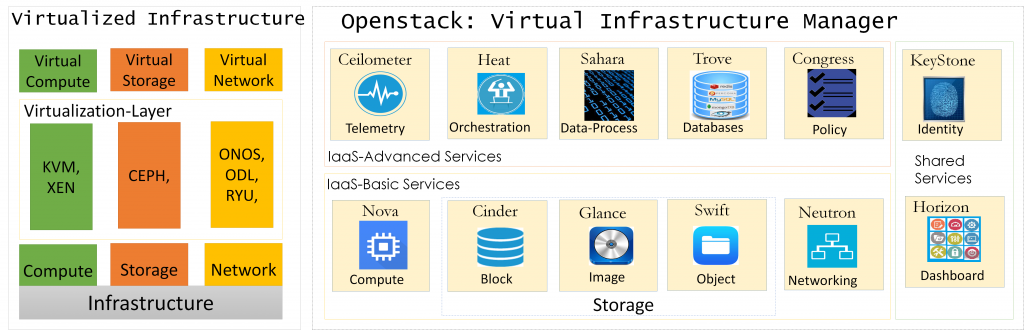 Virtualized Infrastructure
Virtual
Compute
Virtual
Storage
Virtual
Network
Virtualization-Layer
KVM,
XEN
CEPH,
ONOS,
ODL,
RYU,
Compute
Storage
Network
Infrastructure
Openstack: Virtual Infrastructure Manager
Ceilometer
Telemetry
Heat
Orchestration
Sahara
Data-Process
Trove
MySQL
Databases
Congress
Policy
IaaS-Advanced Services
IaaS-Basic Services
Nova
Compute
Cinder
Block
Glance
Image
Swift
Object
Storage
Neutron
Networking
KeyStone
Identity
Shared
Services
Horizon
Dashboard